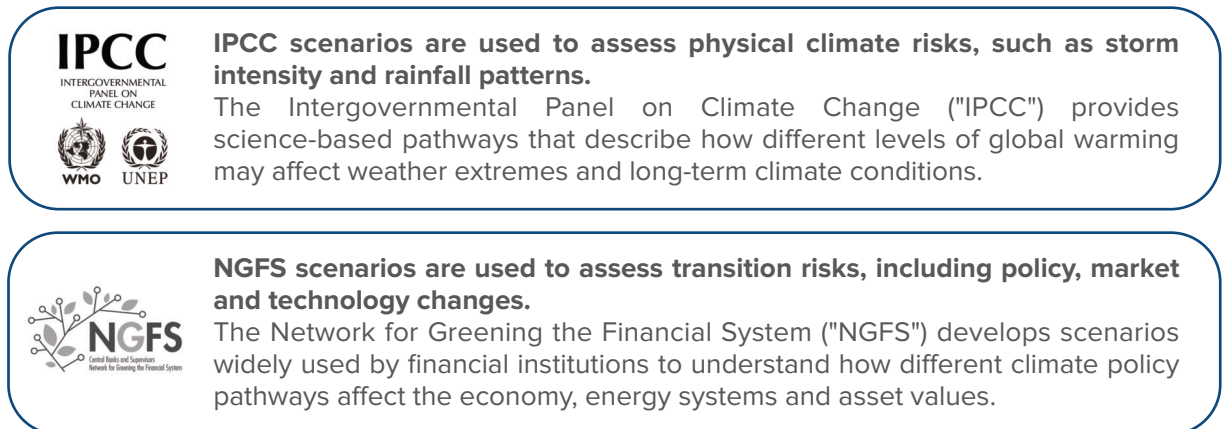 IPCC
INTERGOVERNMENTAL
PANEL ON
CLIMATE CHANGE
WMO
UNEP
IPCC scenarios are used to assess physical climate risks, such as storm
intensity and rainfall patterns.
The Intergovernmental Panel on Climate Change ("IPCC") provides
science-based pathways that describe how different levels of global warming
may affect weather extremes and long-term climate conditions.
NGFS
Central Banks and Supervisors
Network for Greening the Financial System
NGFS scenarios are used to assess transition risks, including policy, market
and technology changes.
The Network for Greening the Financial System ("NGFS") develops scenarios
widely used by financial institutions to understand how different climate policy
pathways affect the economy, energy systems and asset values.